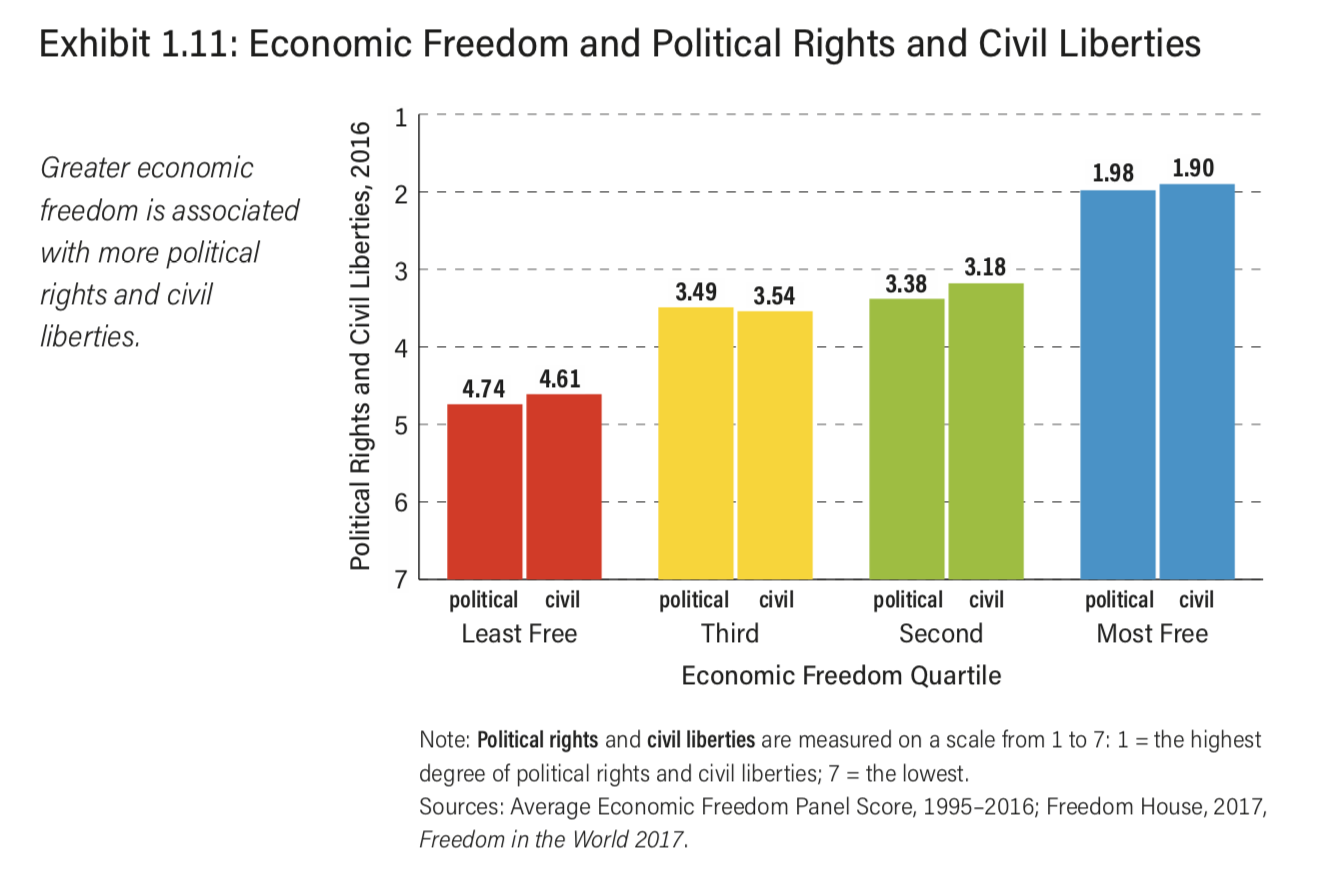 Exhibit 1.11: Economic Freedom and Political Rights and Civil Liberties
Greater economic
freedom is associated
with more political
rights and civil
liberties.
Political Rights and Civil Liberties, 2016
1
2
3
4
5
6
7
4.74
4.61
3.49
3.54
3.38
3.18
1.98
1.90
political civil political civil political civil political civil
Least Free Third Second Most Free
Economic Freedom Quartile
Note: Political rights and civil liberties are measured on a scale from 1 to 7: 1 = the highest
degree of political rights and civil liberties; 7 = the lowest.
Sources: Average Economic Freedom Panel Score, 1995–2016; Freedom House, 2017,
Freedom in the World 2017.